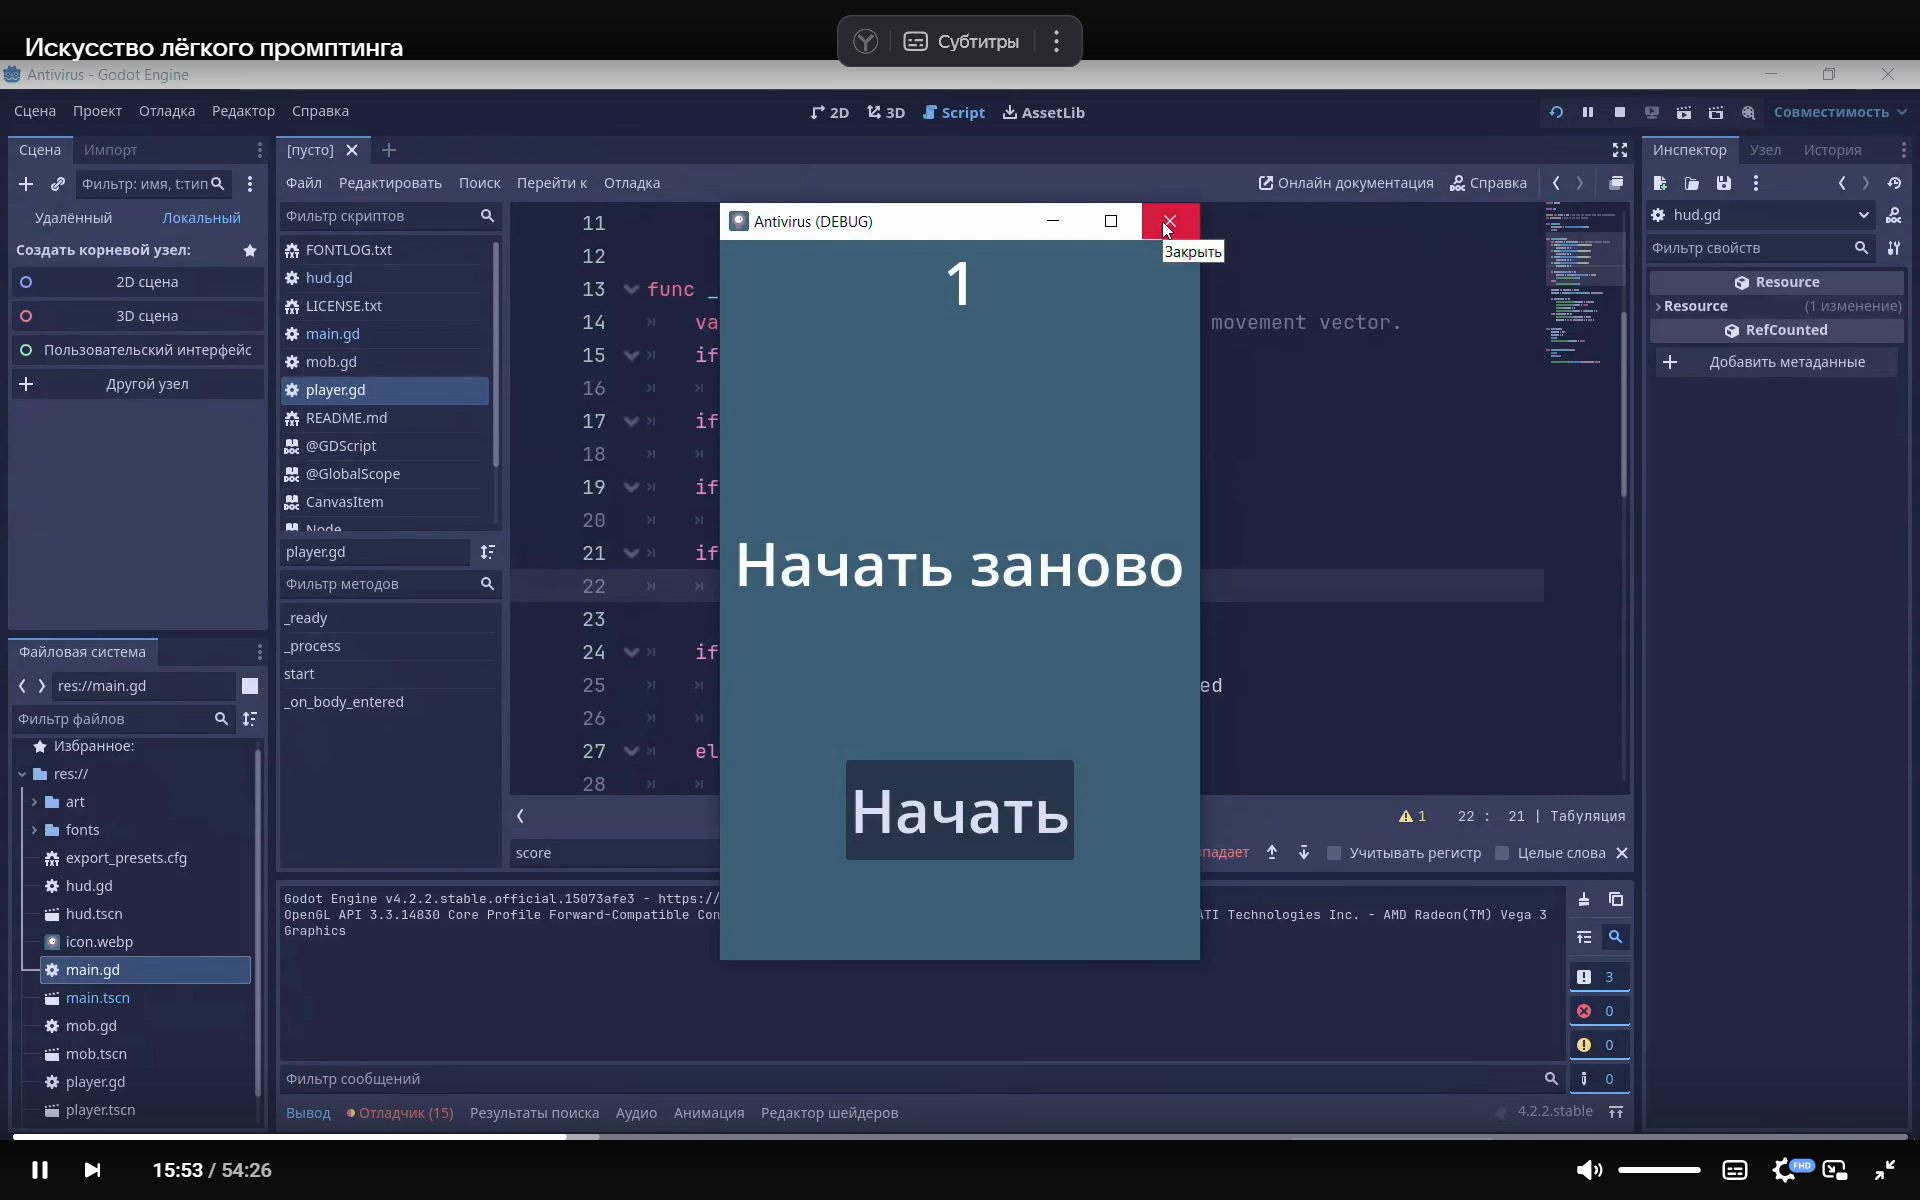 Искусство лёгкого промптинга
Субтитры
Antivirus - Godot Engine
Сцена Проект Отладка Редактор Справка
2D 3D Script AssetLib
Совместимость
Сцена Импорт
Фильтр: имя, t:тип
Удалённый Локальный
Создать корневой узел:
2D сцена
3D сцена
Пользовательский интерфейс
Другой узел
Файловая система
res://main.gd
Фильтр файлов
Избранное:
res://
art
fonts
export_presets.cfg
hud.gd
hud.tscn
icon.webp
main.gd
main.tscn
mob.gd
mob.tscn
player.gd
player.tscn
[пусто]
Файл Редактировать Поиск Перейти к Отладка
Онлайн документация Справка
Фильтр скриптов
FONTLOG.txt
hud.gd
LICENSE.txt
main.gd
mob.gd
player.gd
README.md
@GDScript
@GlobalScope
CanvasItem
Node
player.gd
Фильтр методов
_ready
_process
start
_on_body_entered
11
12
13 func _
14 va movement vector.
15 if
16
17 if
18
19 if
20
21 if
22
23
24 if
25 ed
26
27 el
28
1 22 : 21 | Табуляция
score
падает Учитывать регистр Целые слова
Antivirus (DEBUG)
Закрыть
1
Начать заново
Начать
Godot Engine v4.2.2.stable.official.15073afe3 - https://
OpenGL API 3.3.14830 Core Profile Forward-Compatible Con ATI Technologies Inc. - AMD Radeon(TM) Vega 3
Graphics
3
0
0
0
Фильтр сообщений
Вывод Отладчик (15) Результаты поиска Аудио Анимация Редактор шейдеров
4.2.2.stable
Инспектор Узел История
hud.gd
Фильтр свойств
Resource
Resource (1 изменение)
RefCounted
Добавить метаданные
15:53 / 54:26
FHD